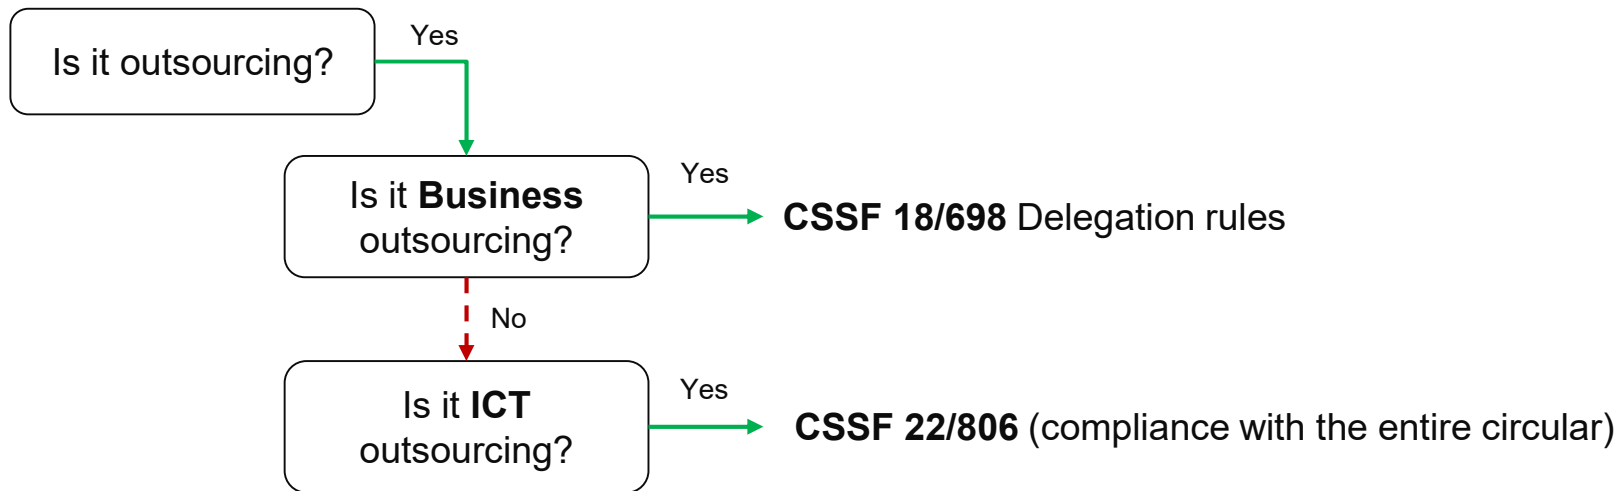 Is it outsourcing?
Yes
Is it Business
outsourcing?
Yes
CSSF 18/698 Delegation rules
No
Is it ICT
outsourcing?
Yes
CSSF 22/806 (compliance with the entire circular)